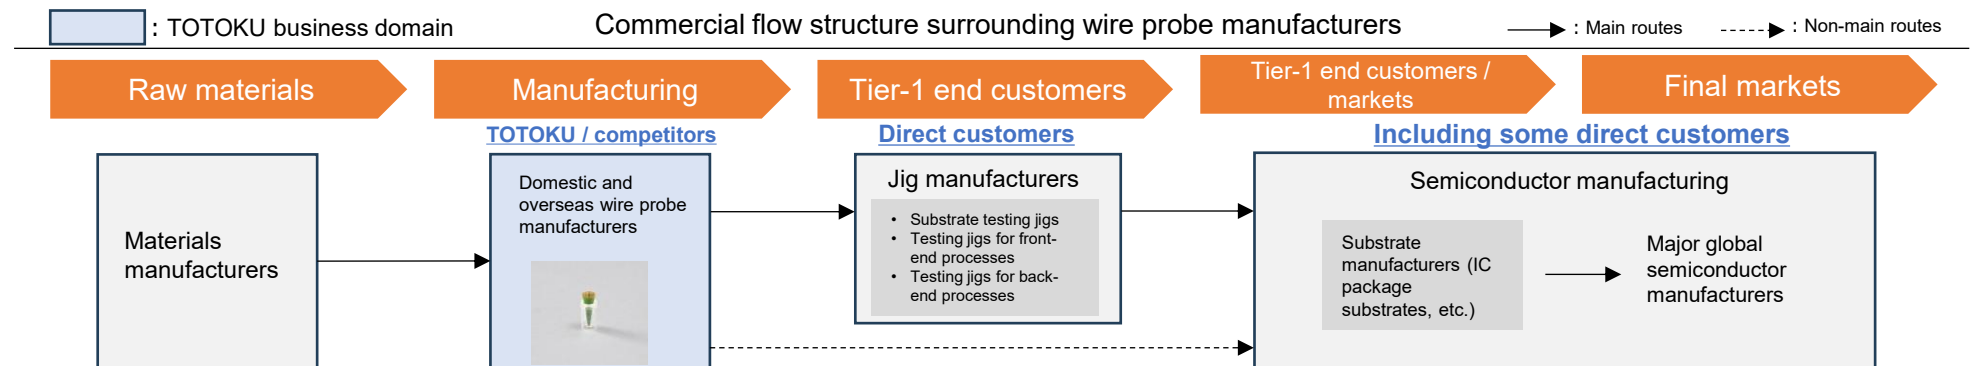 : TOTOKU business domain
Commercial flow structure surrounding wire probe manufacturers
: Main routes
: Non-main routes
Raw materials
Manufacturing
Tier-1 end customers
Tier-1 end customers /
markets
Final markets
TOTOKU / competitors
Direct customers
Including some direct customers
Materials
manufacturers
Domestic and
overseas wire probe
manufacturers
Jig manufacturers
• Substrate testing jigs
• Testing jigs for front-
end processes
• Testing jigs for back-
end processes
Semiconductor manufacturing
Substrate
manufacturers (IC
package
substrates, etc.)
Major global
semiconductor
manufacturers